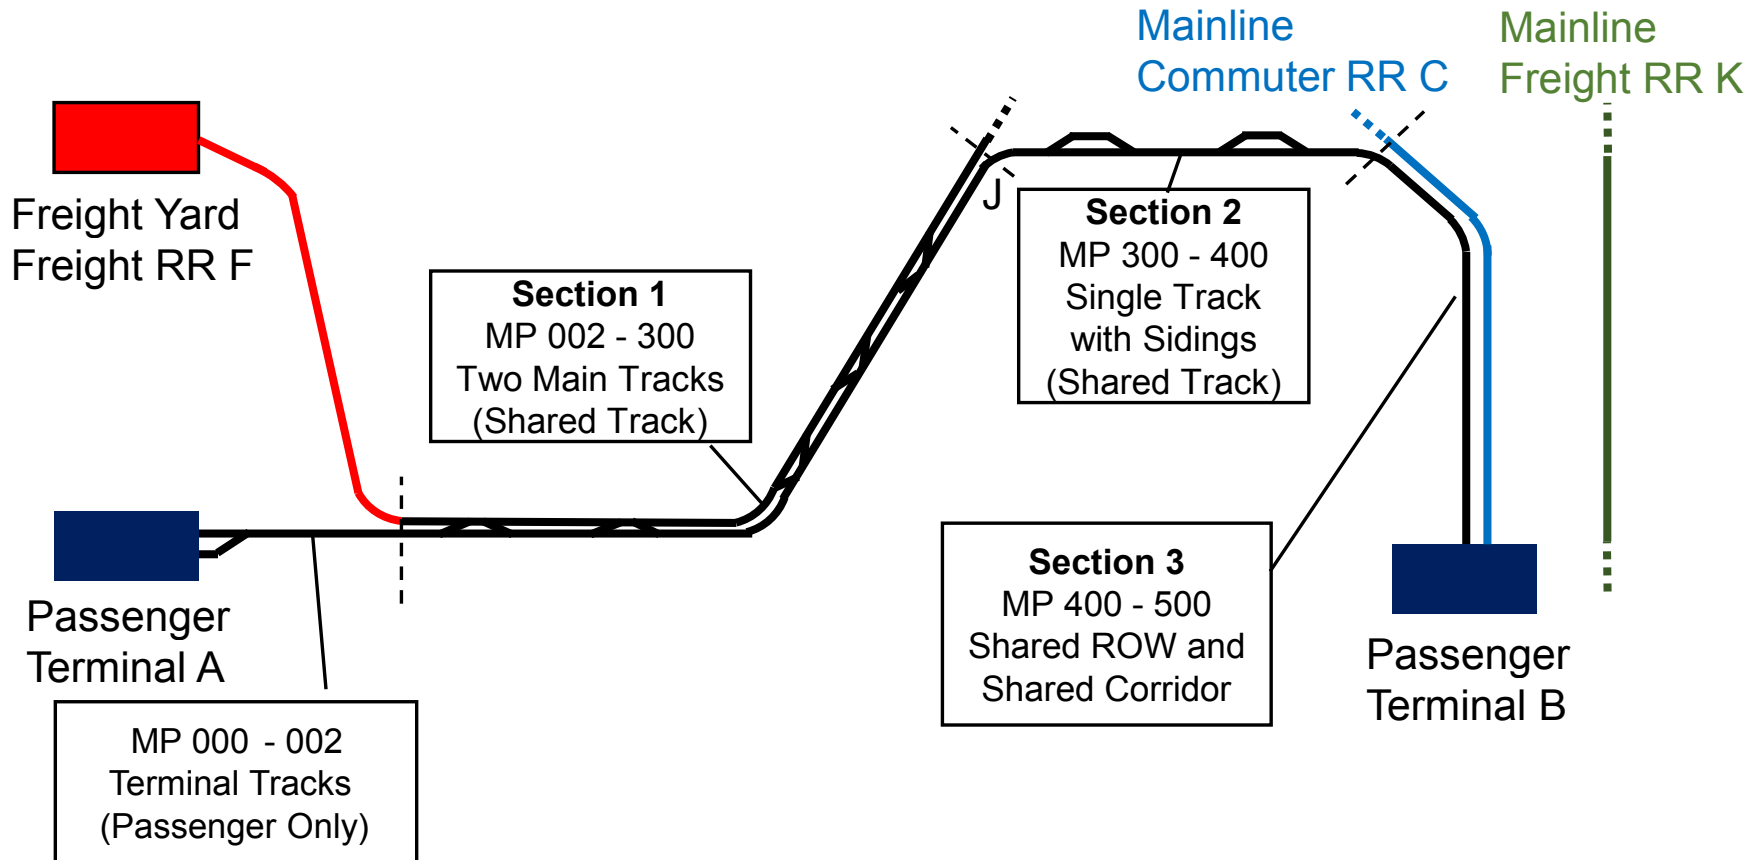 Mainline
Commuter RR C
Mainline
Freight RR K
Freight Yard
Freight RR F
J
Section 1
MP 002 - 300
Two Main Tracks
(Shared Track)
Section 2
MP 300 - 400
Single Track
with Sidings
(Shared Track)
Section 3
MP 400 - 500
Shared ROW and
Shared Corridor
Passenger
Terminal A
Passenger
Terminal B
MP 000 - 002
Terminal Tracks
(Passenger Only)